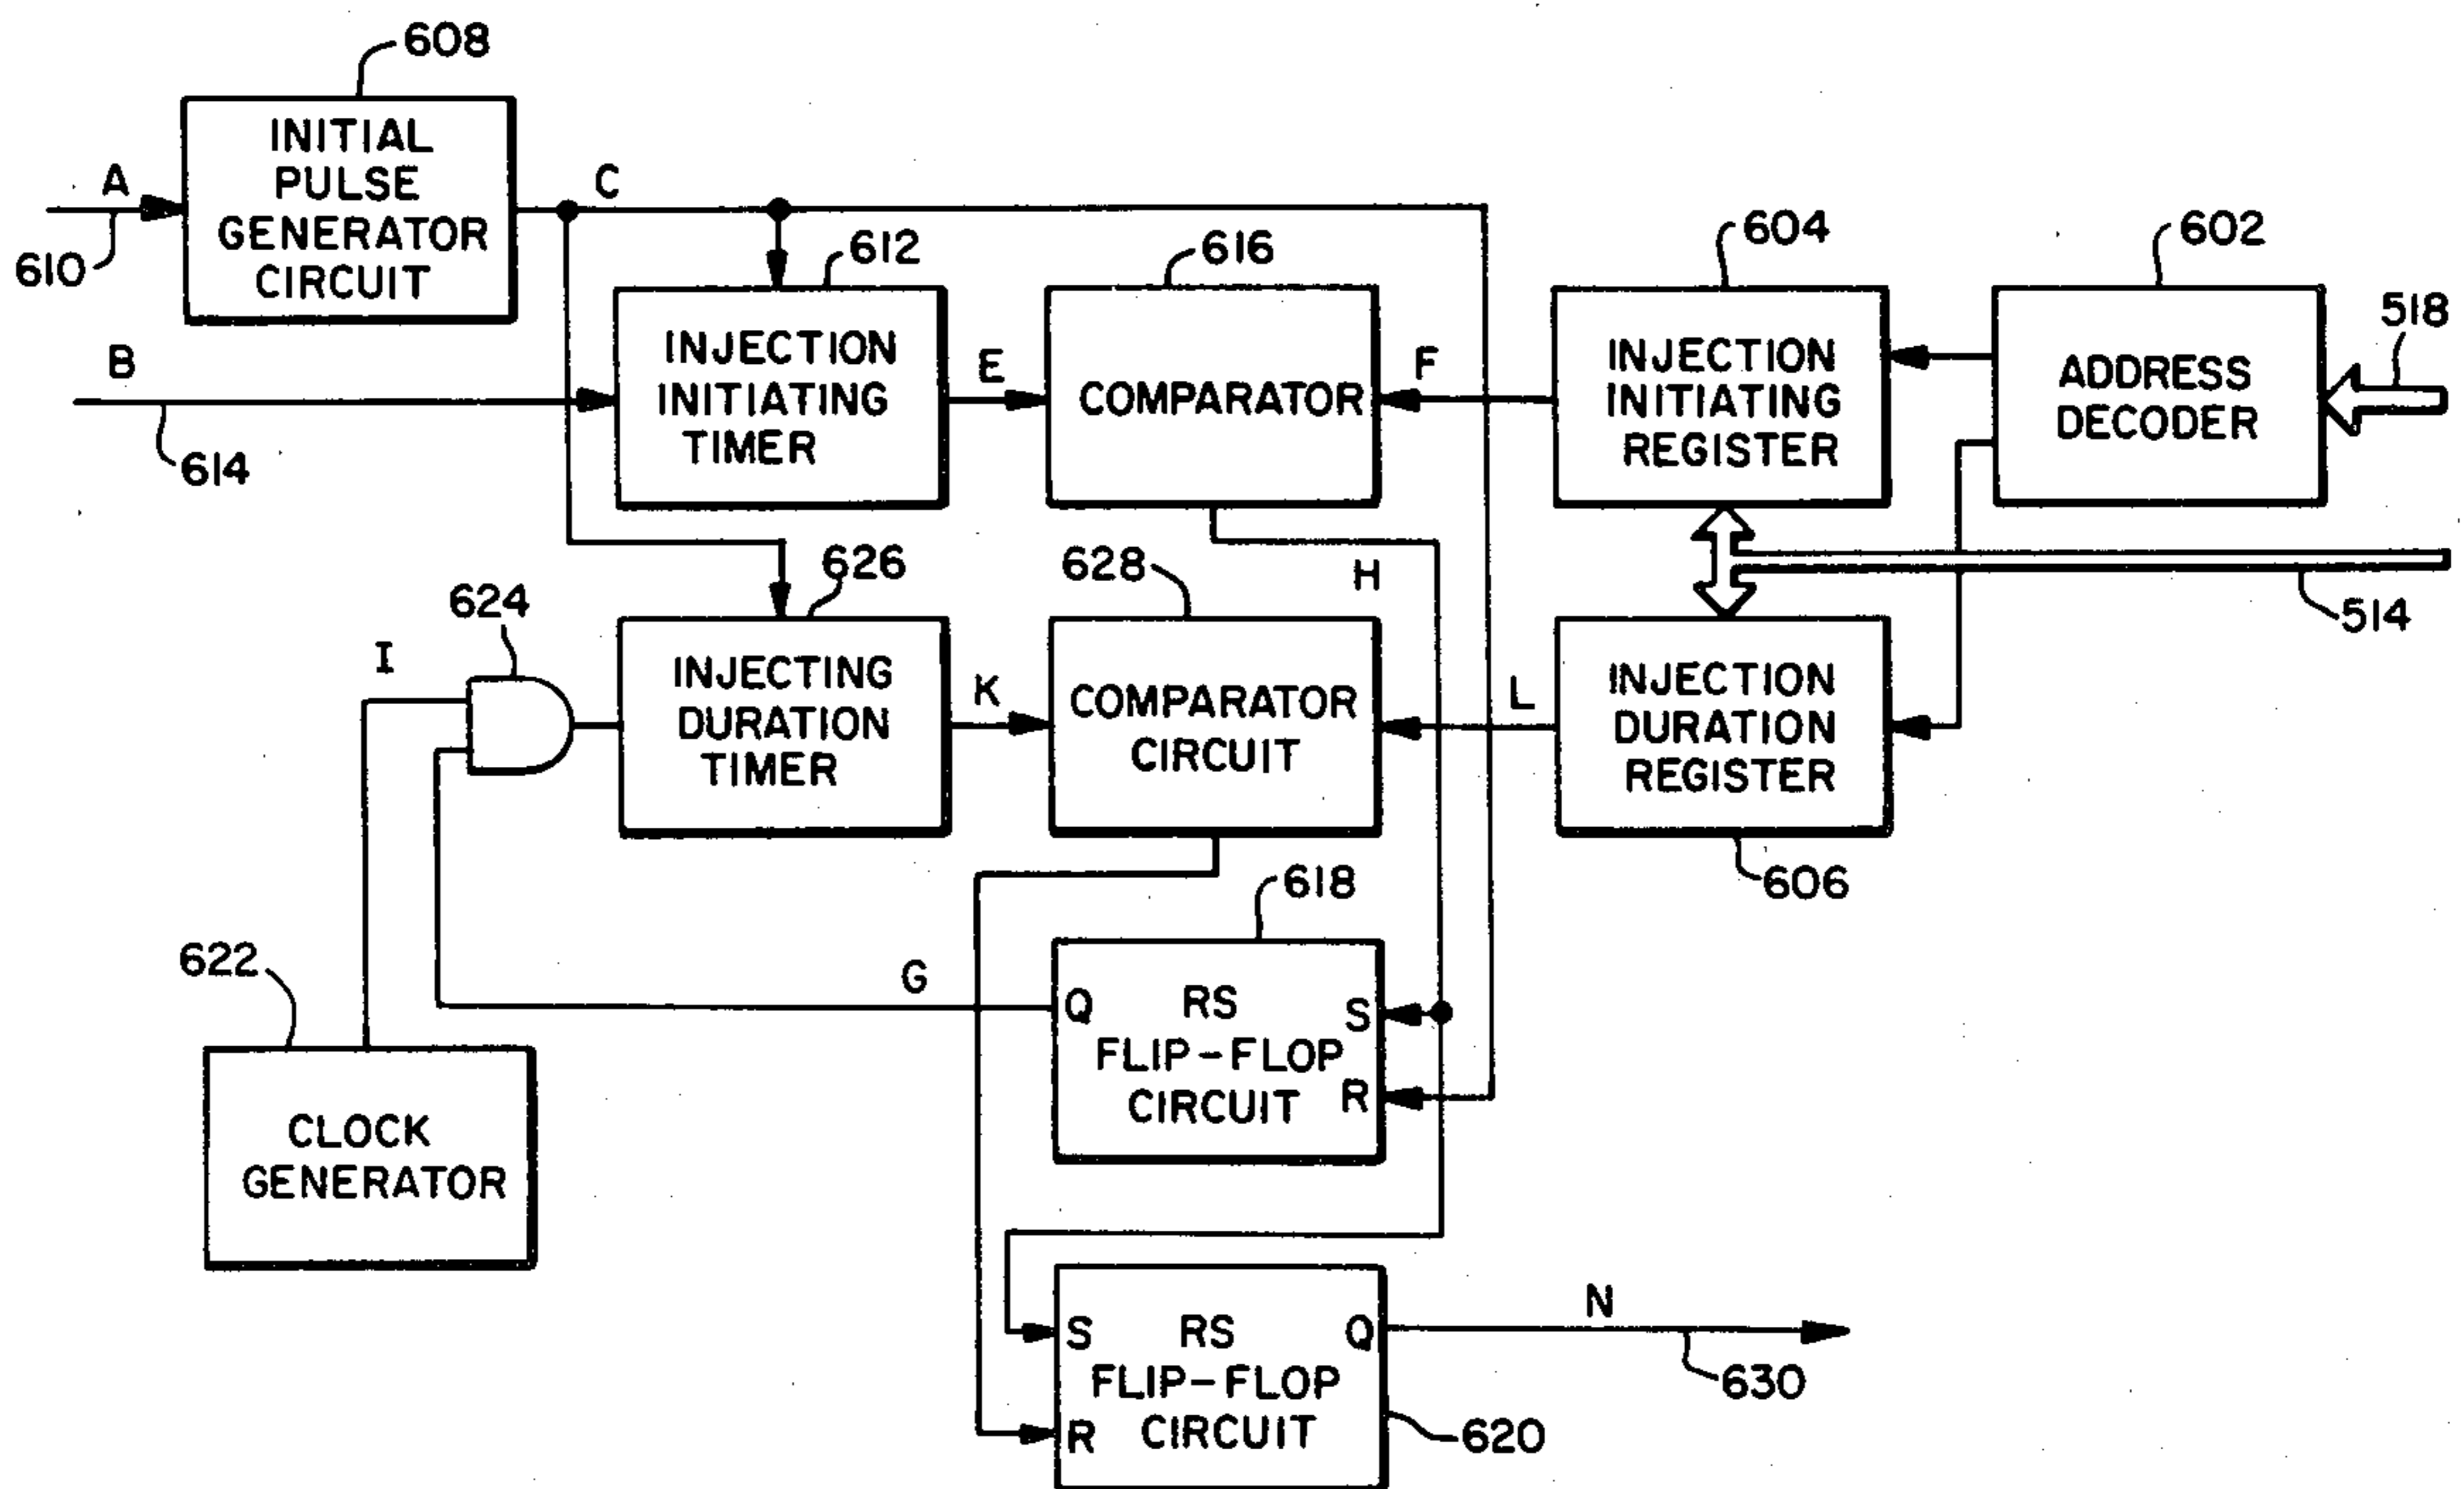 608
INITIAL
PULSE
GENERATOR
CIRCUIT
A
610
C
B
614
612
INJECTION
INITIATING
TIMER
E
616
COMPARATOR
F
604
INJECTION
INITIATING
REGISTER
602
ADDRESS
DECODER
518
514
H
624
I
626
INJECTING
DURATION
TIMER
K
628
COMPARATOR
CIRCUIT
L
INJECTION
DURATION
REGISTER
606
622
CLOCK
GENERATOR
G
618
Q RS S
FLIP-FLOP
CIRCUIT R
S RS Q
FLIP-FLOP
R CIRCUIT
620
N
630